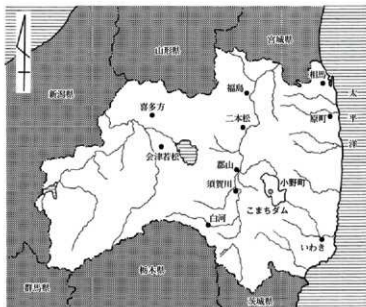 宮城県
山形県
新潟県
相馬
福島
喜多方
太平洋
原町
二本松
会津若松
郡山
小野町
須賀川
こまちダム
白河
いわき
栃木県
群馬県
茨城県